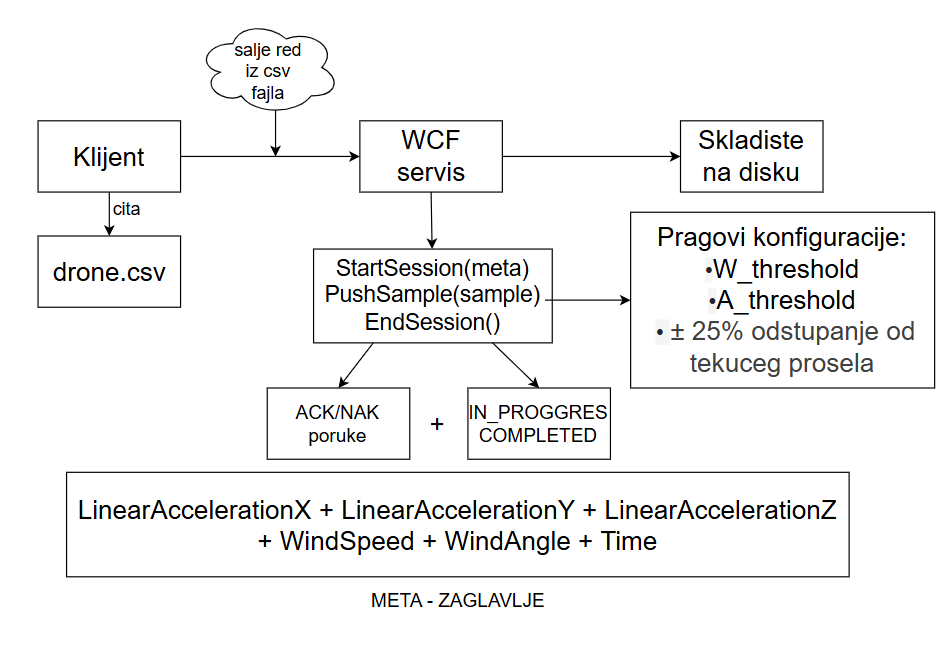 salje red
iz csv
fajla
Klijent
WCF
servis
Skladiste
na disku
cita
drone.csv
StartSession(meta)
PushSample(sample)
EndSession()
Pragovi konfiguracije:
•W_threshold
•A_threshold
• ± 25% odstupanje od
tekuceg prosela
ACK/NAK
poruke
+
IN_PROGGRES
COMPLETED
LinearAccelerationX + LinearAccelerationY + LinearAccelerationZ
+ WindSpeed + WindAngle + Time
META - ZAGLAVLJE